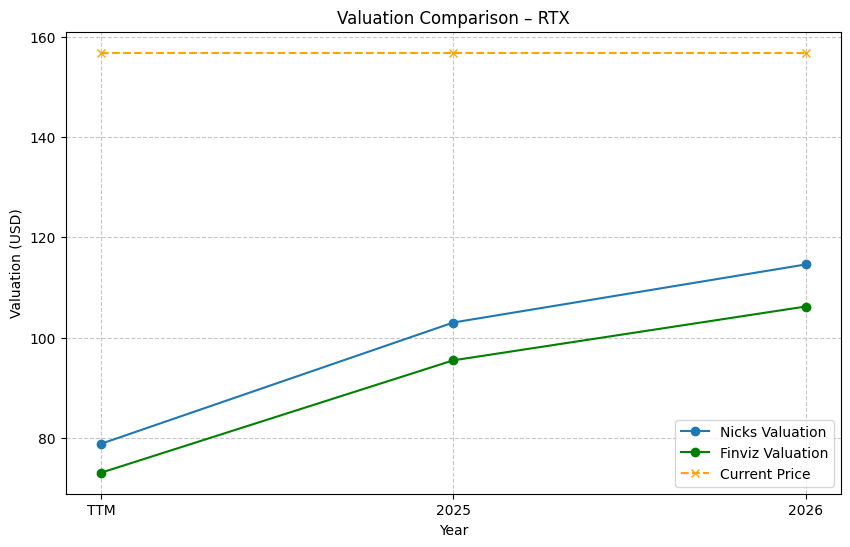 Valuation Comparison – RTX
160
140
120
100
80
Valuation (USD)
TTM
2025
2026
Year
Nicks Valuation
Finviz Valuation
Current Price